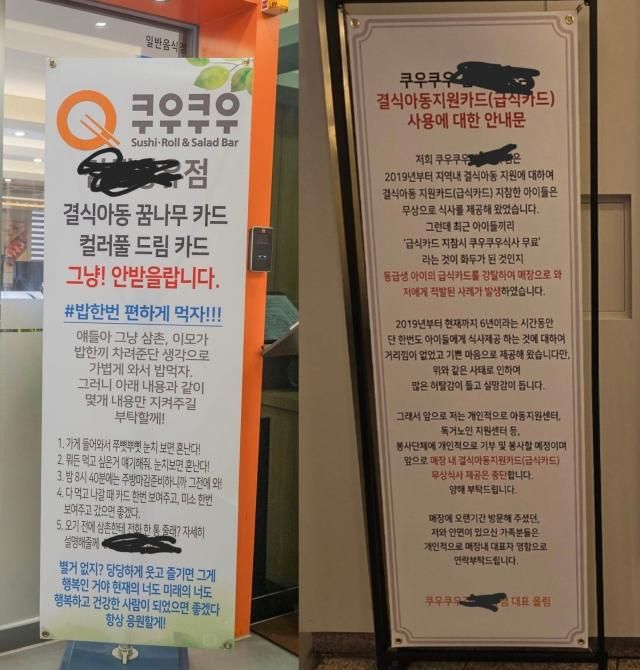 일반음식점
쿠우쿠우
Sushi·Roll & Salad Bar
점
결식아동 꿈나무 카드
컬러풀 드림 카드
그냥! 안받을랍니다.
#밥한번 편하게 먹자!!!
얘들아 그냥 삼촌, 이모가
밥한끼 차려준단 생각으로
가볍게 와서 밥먹자.
그러니 아래 내용과 같이
몇개 내용만 지켜주길
부탁할께!
1. 가게 들어와서 쭈뼛쭈뼛 눈치 보면 혼난다!
2. 뭐든 먹고 싶은거 얘기해줘. 눈치보면 혼난다!
3. 밤 8시 40분에는 주방마감준비하니까 그전에 와!
4. 다 먹고 나갈 때 카드 한번 보여주고, 미소 한번
보여주고 갔으면 좋겠다.
5. 오기 전에 삼촌한테 전화 한 통 줄래? 자세히
설명해줄께
별거 없지? 당당하게 웃고 즐기면 그게
행복인 거야 현재의 너도 미래의 너도
행복하고 건강한 사람이 되었으면 좋겠다
항상 응원할게!
쿠우쿠우
결식아동지원카드(급식카드)
사용에 대한 안내문
저희 쿠우쿠우 은
2019년부터 지역내 결식아동 지원에 대하여
결식아동 지원카드(급식카드) 지참한 아이들은
무상으로 식사를 제공해 왔었습니다.
그런데 최근 아이들끼리
'급식카드 지참시 쿠우쿠우식사 무료'
라는 것이 화두가 된 것인지
동급생 아이의 급식카드를 강탈하여 매장으로 와
저에게 적발된 사례가 발생하였습니다.
2019년부터 현재까지 6년이라는 시간동안
단 한번도 아이들에게 식사제공 하는 것에 대하여
거리낌이 없었고 기쁜 마음으로 제공해 왔습니다만,
위와 같은 사태로 인하여
많은 허탈감이 들고 실망감이 듭니다.
그래서 앞으로 저는 개인적으로 아동지원센터,
독거노인 지원센터 등,
봉사단체에 개인적으로 기부 및 봉사할 예정이며
앞으로 매장 내 결식아동지원카드(급식카드)
무상식사 제공은 중단합니다.
양해 부탁드립니다.
매장에 오랜기간 방문해 주셨던,
저와 안면이 있으신 가족분들은
개인적으로 매장내 대표자 명함으로
연락부탁드립니다.
쿠우쿠우 점 대표 올림